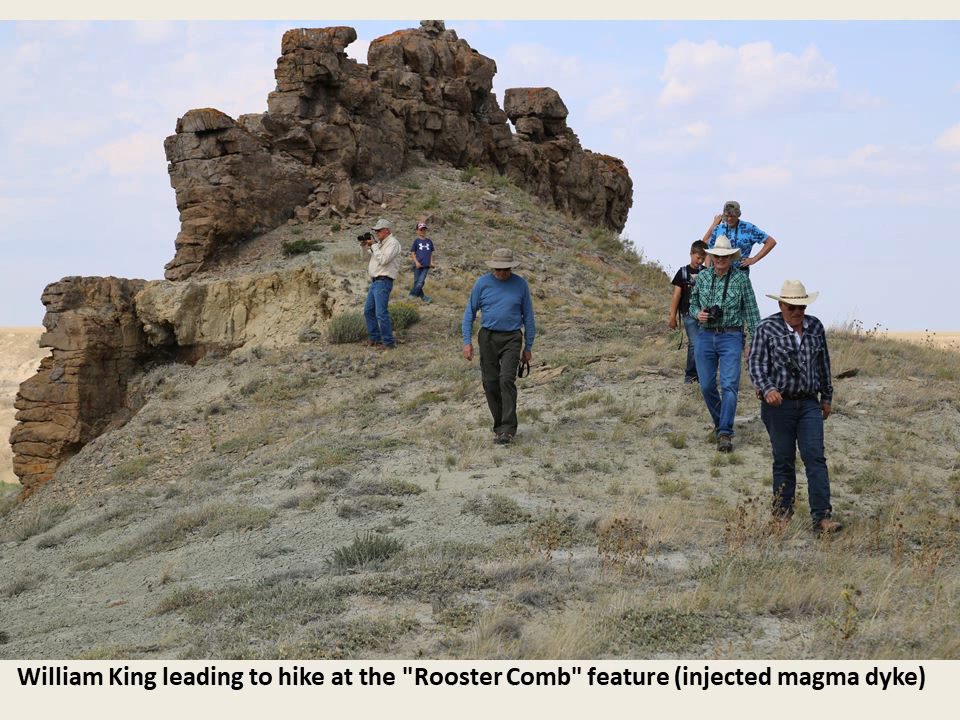 William King leading to hike at the "Rooster Comb" feature (injected magma dyke)